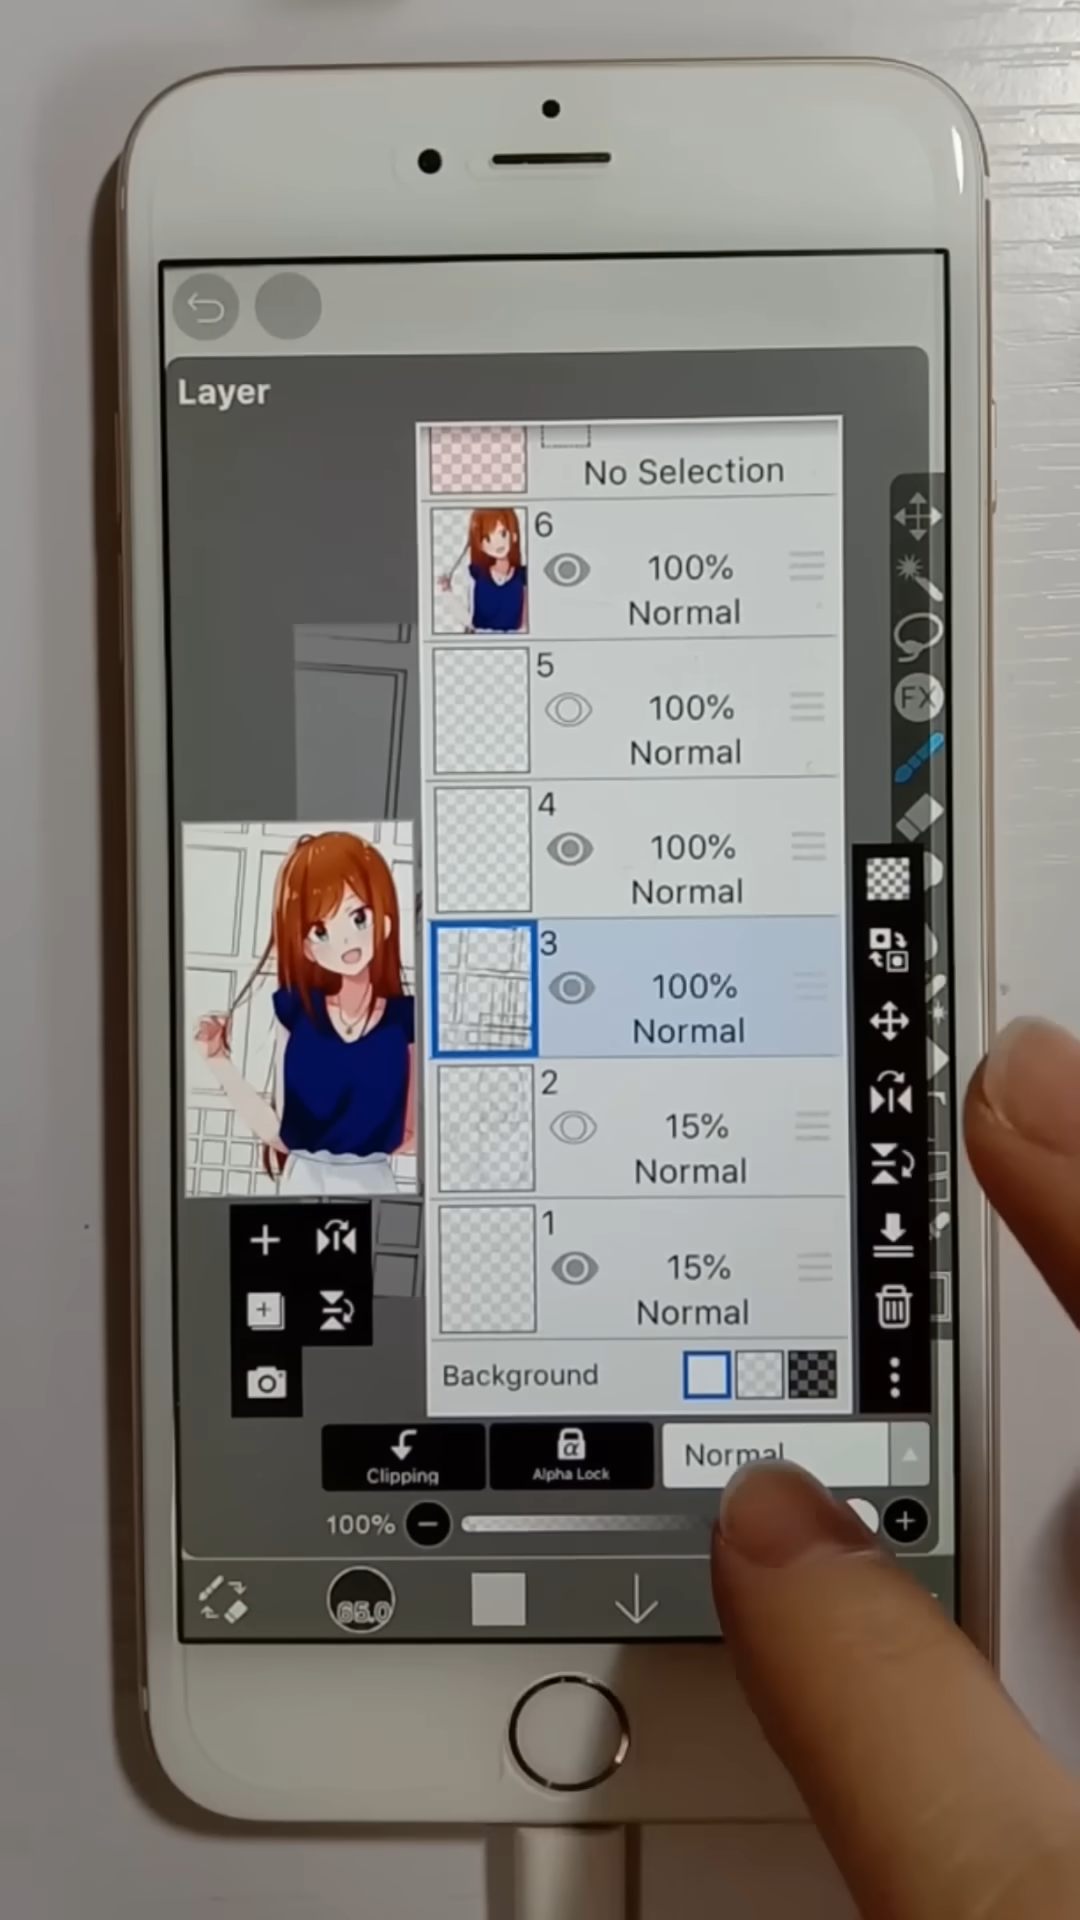 Layer
No Selection
6
100%
Normal
5
100%
Normal
4
100%
Normal
3
100%
Normal
2
15%
Normal
1
15%
Normal
FX
Background
Clipping
α
Alpha Lock
Normal
100%
65.0